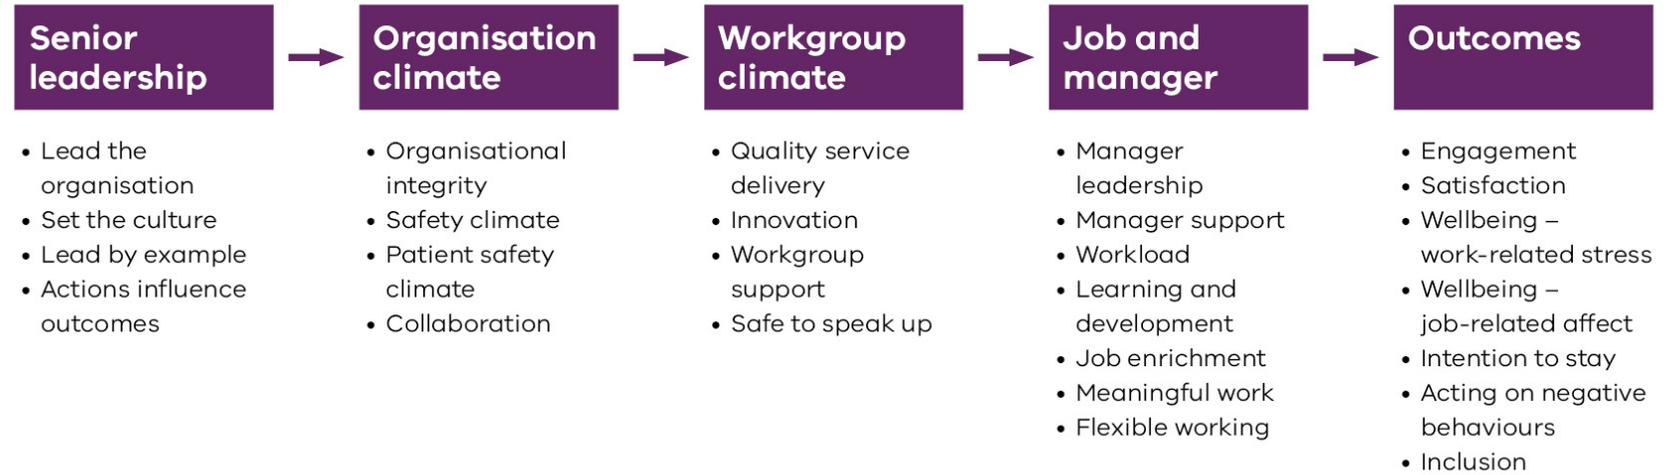 Senior
leadership
• Lead the
organisation
• Set the culture
• Lead by example
• Actions influence
outcomes
Organisation
climate
• Organisational
integrity
• Safety climate
• Patient safety
climate
• Collaboration
Workgroup
climate
• Quality service
delivery
• Innovation
• Workgroup
support
• Safe to speak up
Job and
manager
• Manager
leadership
• Manager support
• Workload
• Learning and
development
• Job enrichment
• Meaningful work
• Flexible working
Outcomes
• Engagement
• Satisfaction
• Wellbeing –
work-related stress
• Wellbeing –
job-related affect
• Intention to stay
• Acting on negative
behaviours
• Inclusion